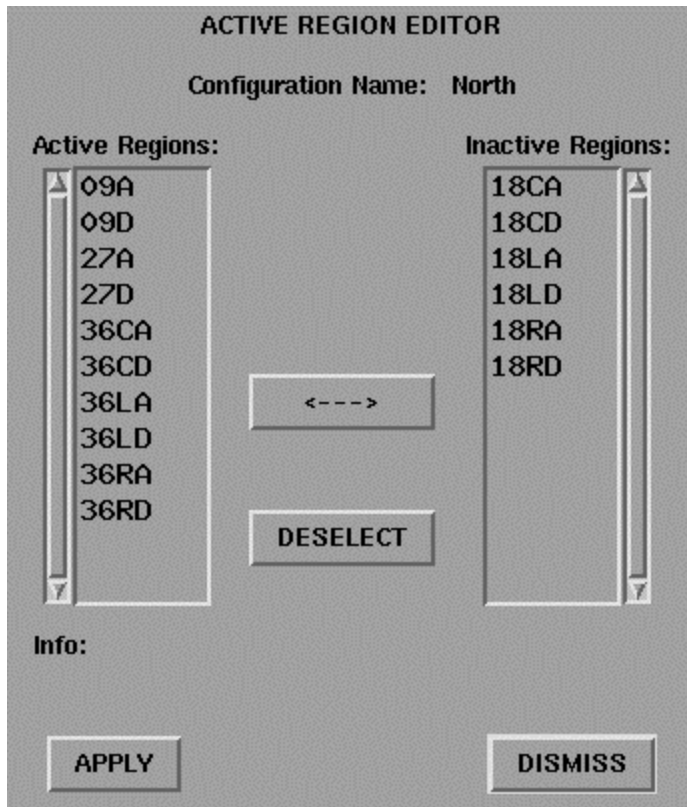 ACTIVE REGION EDITOR
Configuration Name: North
Active Regions:
09A
09D
27A
27D
36CA
36CD
36LA
36LD
36RA
36RD
<--->
DESELECT
Inactive Regions:
18CA
18CD
18LA
18LD
18RA
18RD
Info:
APPLY
DISMISS